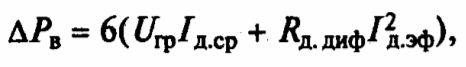 ΔP_в = 6(U_гр I_д.ср + R_д.диф I²_д.эф),